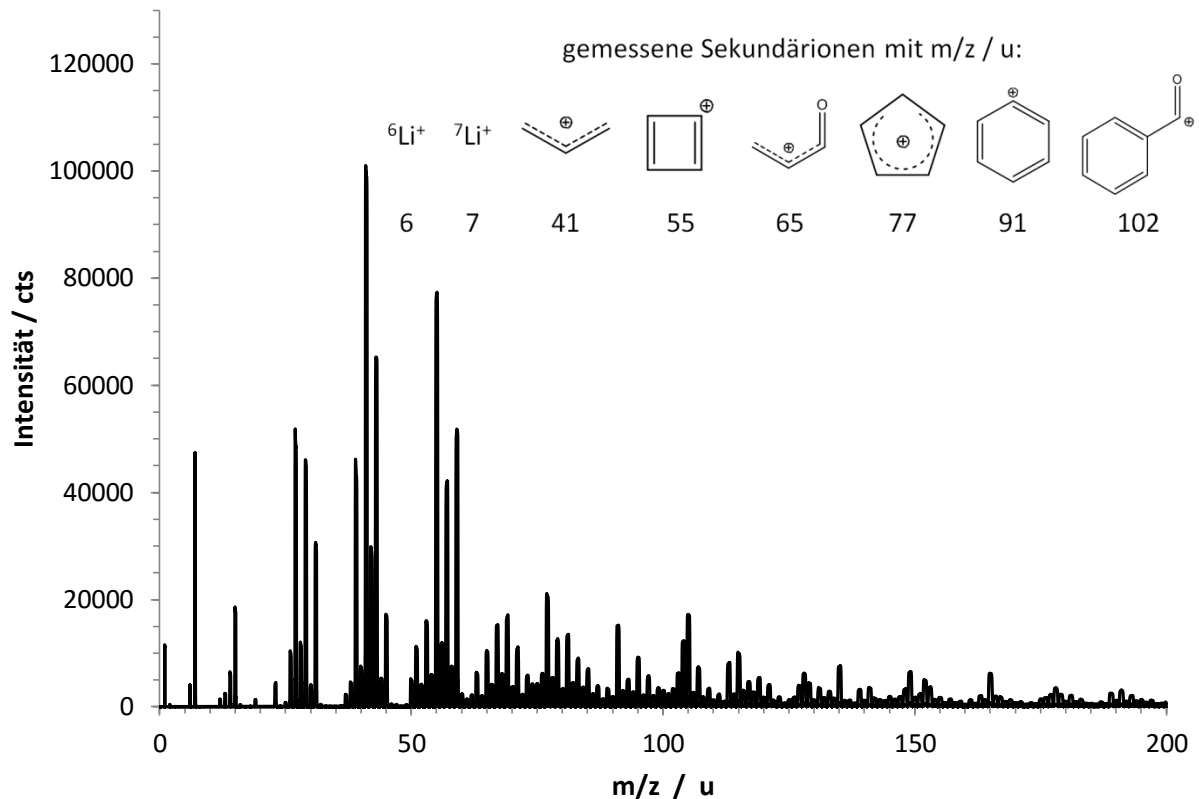 gemessene Sekundärionen mit m/z / u:
O
O
⁶Li⁺ ⁷Li⁺
6 7 41 55 65 77 91 102
Intensität / cts
120000
100000
80000
60000
40000
20000
0
0 50 100 150 200
m/z / u